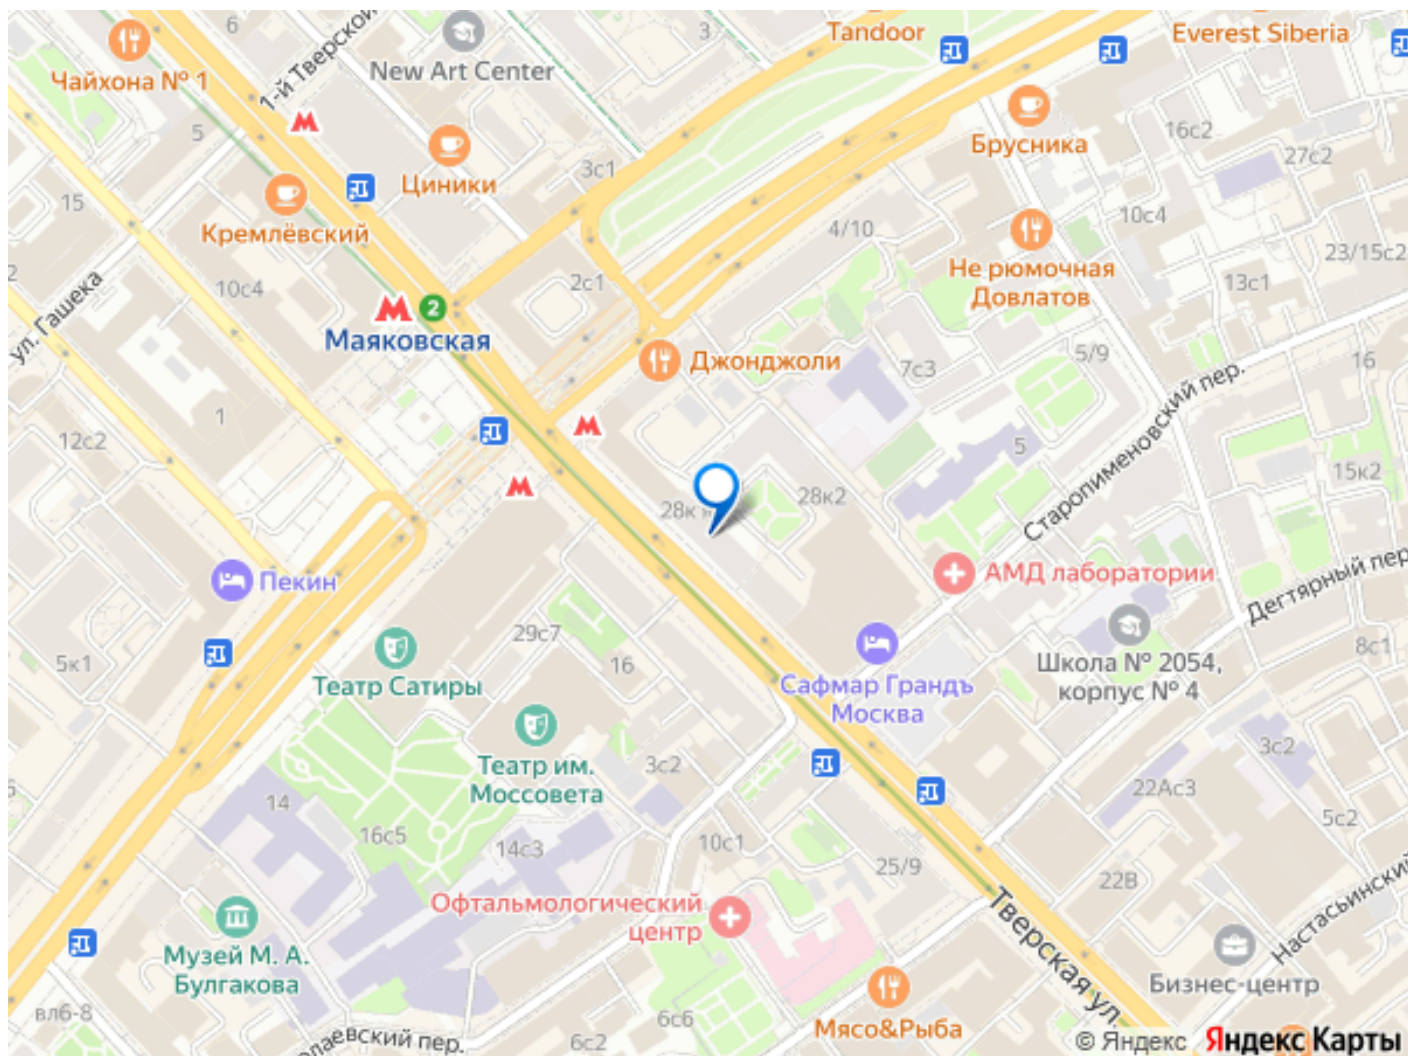 6
3
Tandoor
Everest Siberia
Чайхона № 1
1-й Тверской
New Art Center
5
Циники
3с1
Брусника
16с2
27с2
15
Кремлёвский
4/10
Не рюмочная
Довлатов
10с4
23/15с2
13с1
2
ул. Гашека
10с4
2с1
2
Маяковская
Джонджоли
7с3
5/9
16
1
12с2
5
Старопименовский пер.
15к2
28к
28к2
Пекин
АМД лаборатории
Дегтярный пер
29с7
16
5к1
Театр Сатиры
Сафмар Грандъ
Москва
Школа № 2054,
корпус № 4
8с1
Театр им.
Моссовета
3с2
3с2
14
16с5
14с3
10с1
25/9
22Ас3
5с2
22В
Офтальмологический
центр
Тверская ул.
Настасьинский
Музей М. А.
Булгакова
Бизнес-центр
вл6-8
лаевский пер.
6с2
6с6
Мясо&Рыба
© Яндекс Яндекс Карты